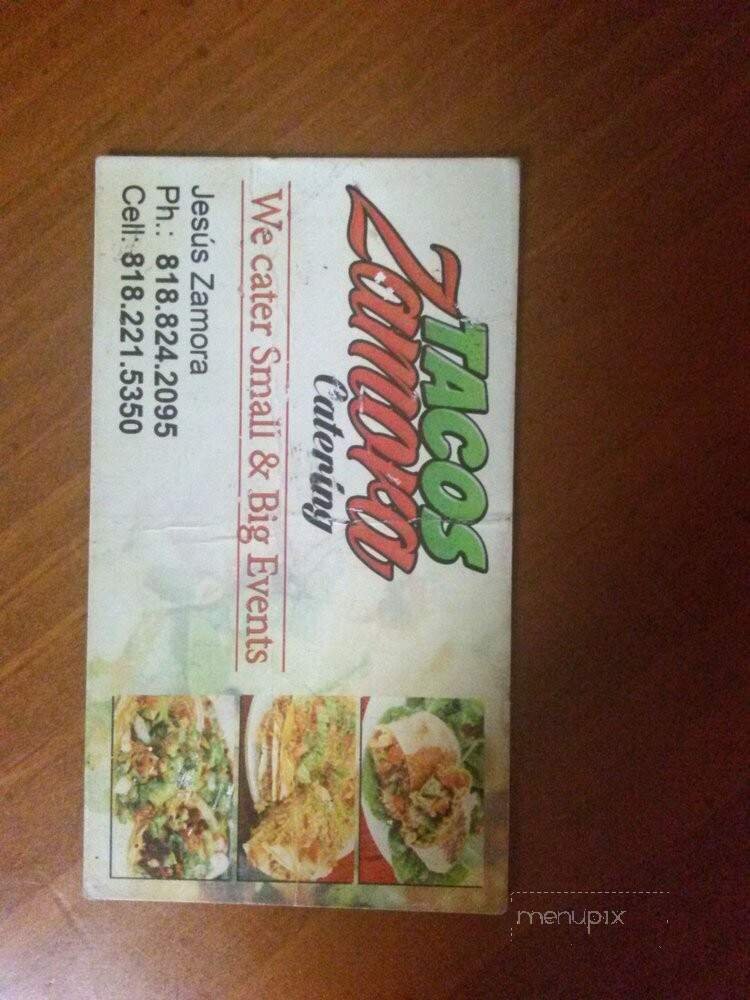 TACOS
Zamora
Catering
We cater Small & Big Events
Jesús Zamora
Ph.: 818.824.2095
Cell: 818.221.5350
menupix